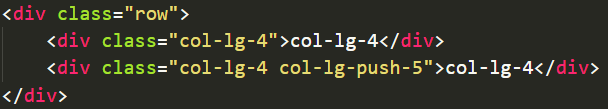 <div class="row">
    <div class="col-lg-4">col-lg-4</div>
    <div class="col-lg-4 col-lg-push-5">col-lg-4</div>
</div>